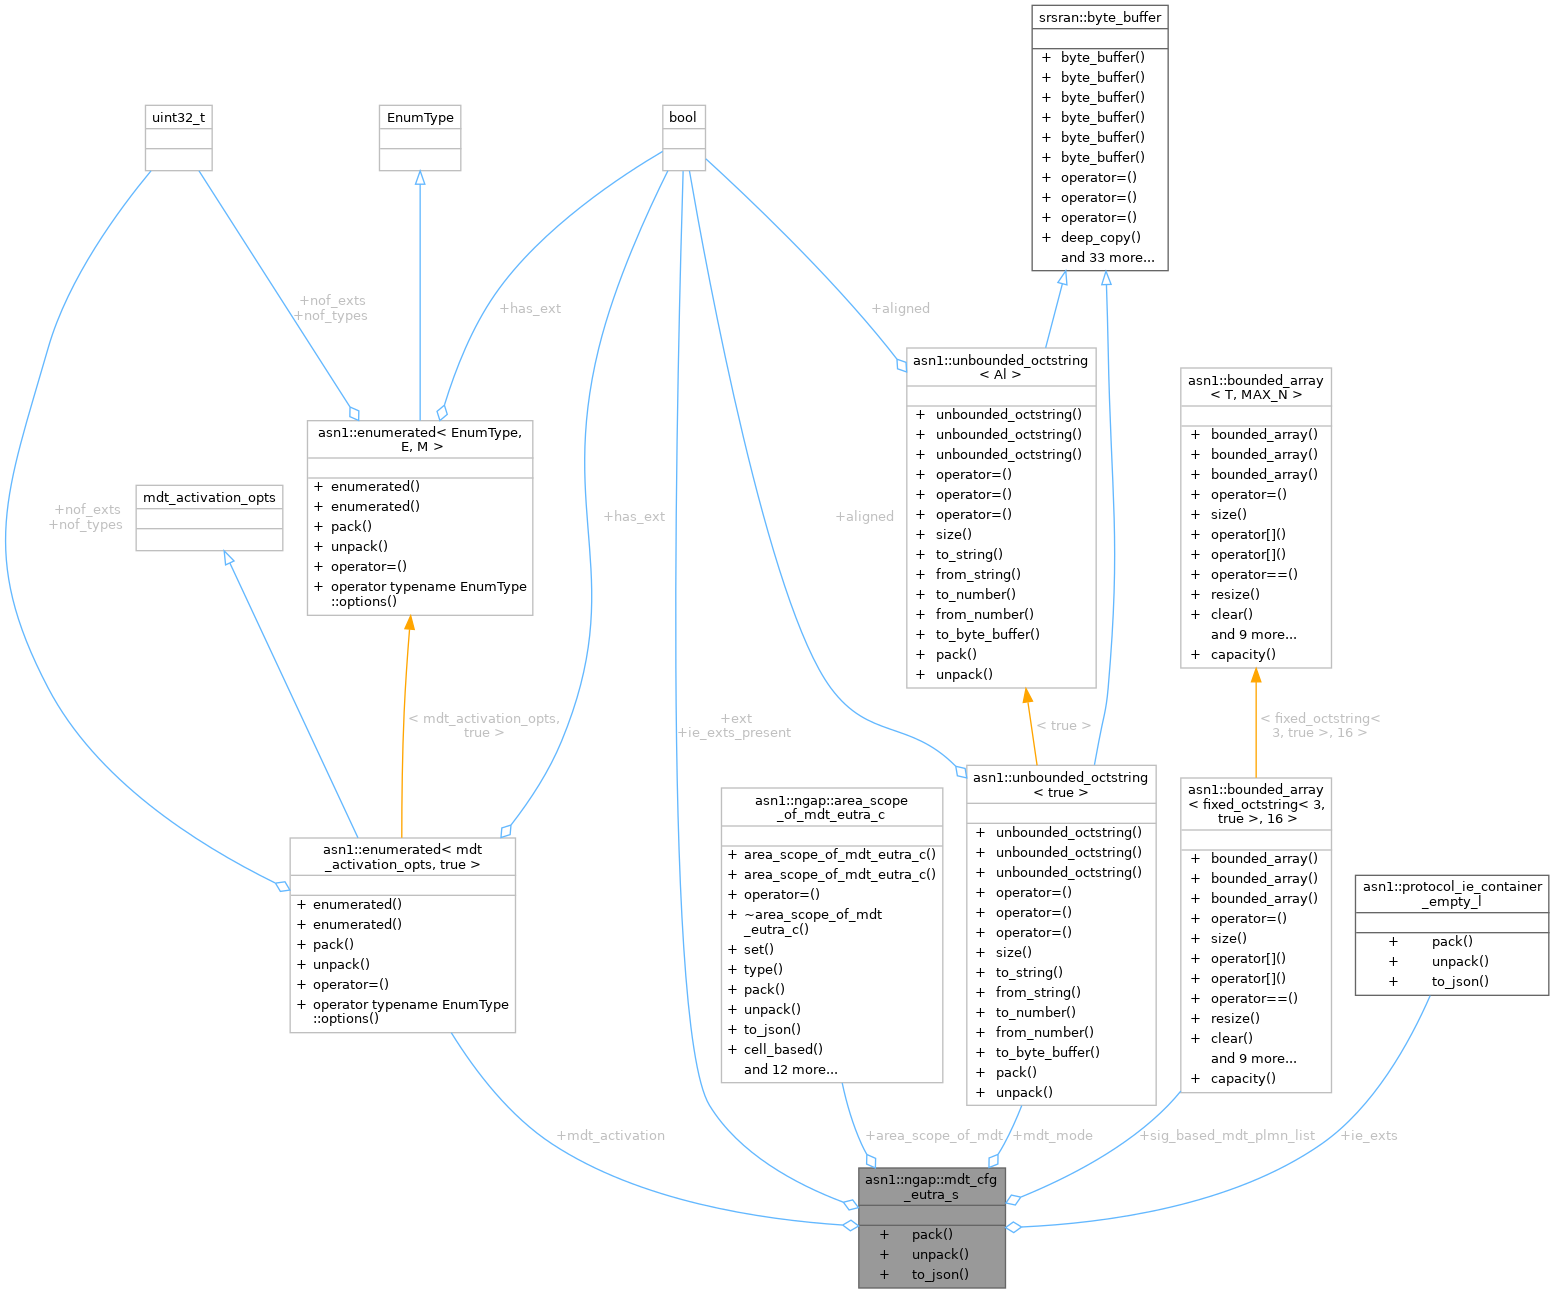 srsran::byte_buffer
+ byte_buffer()
+ byte_buffer()
+ byte_buffer()
+ byte_buffer()
+ byte_buffer()
+ byte_buffer()
+ operator=()
+ operator=()
+ operator=()
+ deep_copy()
and 33 more...
uint32_t
EnumType
bool
+nof_exts
+nof_types
+has_ext
+aligned
asn1::unbounded_octstring
< Al >
+ unbounded_octstring()
+ unbounded_octstring()
+ unbounded_octstring()
+ operator=()
+ operator=()
+ operator=()
+ size()
+ to_string()
+ from_string()
+ to_number()
+ from_number()
+ to_byte_buffer()
+ pack()
+ unpack()
asn1::bounded_array
< T, MAX_N >
+ bounded_array()
+ bounded_array()
+ bounded_array()
+ operator=()
+ size()
+ operator[]()
+ operator[]()
+ operator==()
+ resize()
+ clear()
and 9 more...
+ capacity()
asn1::enumerated< EnumType,
E, M >
+ enumerated()
+ enumerated()
+ pack()
+ unpack()
+ operator=()
+ operator typename EnumType
::options()
mdt_activation_opts
+nof_exts
+nof_types
+has_ext
+aligned
< mdt_activation_opts,
true >
+ext
+ie_exts_present
< true >
< fixed_octstring<
3, true >, 16 >
asn1::enumerated< mdt
_activation_opts, true >
+ enumerated()
+ enumerated()
+ pack()
+ unpack()
+ operator=()
+ operator typename EnumType
::options()
asn1::ngap::area_scope
_of_mdt_eutra_c
+ area_scope_of_mdt_eutra_c()
+ area_scope_of_mdt_eutra_c()
+ operator=()
+ ~area_scope_of_mdt
_eutra_c()
+ set()
+ type()
+ pack()
+ unpack()
+ to_json()
+ cell_based()
and 12 more...
asn1::unbounded_octstring
< true >
+ unbounded_octstring()
+ unbounded_octstring()
+ unbounded_octstring()
+ operator=()
+ operator=()
+ operator=()
+ size()
+ to_string()
+ from_string()
+ to_number()
+ from_number()
+ to_byte_buffer()
+ pack()
+ unpack()
asn1::bounded_array
< fixed_octstring< 3,
true >, 16 >
+ bounded_array()
+ bounded_array()
+ bounded_array()
+ operator=()
+ size()
+ operator[]()
+ operator[]()
+ operator==()
+ resize()
+ clear()
and 9 more...
+ capacity()
asn1::protocol_ie_container
_empty_l
+ pack()
+ unpack()
+ to_json()
+mdt_activation
+area_scope_of_mdt
+mdt_mode
+sig_based_mdt_plmn_list
+ie_exts
asn1::ngap::mdt_cfg
_eutra_s
+ pack()
+ unpack()
+ to_json()